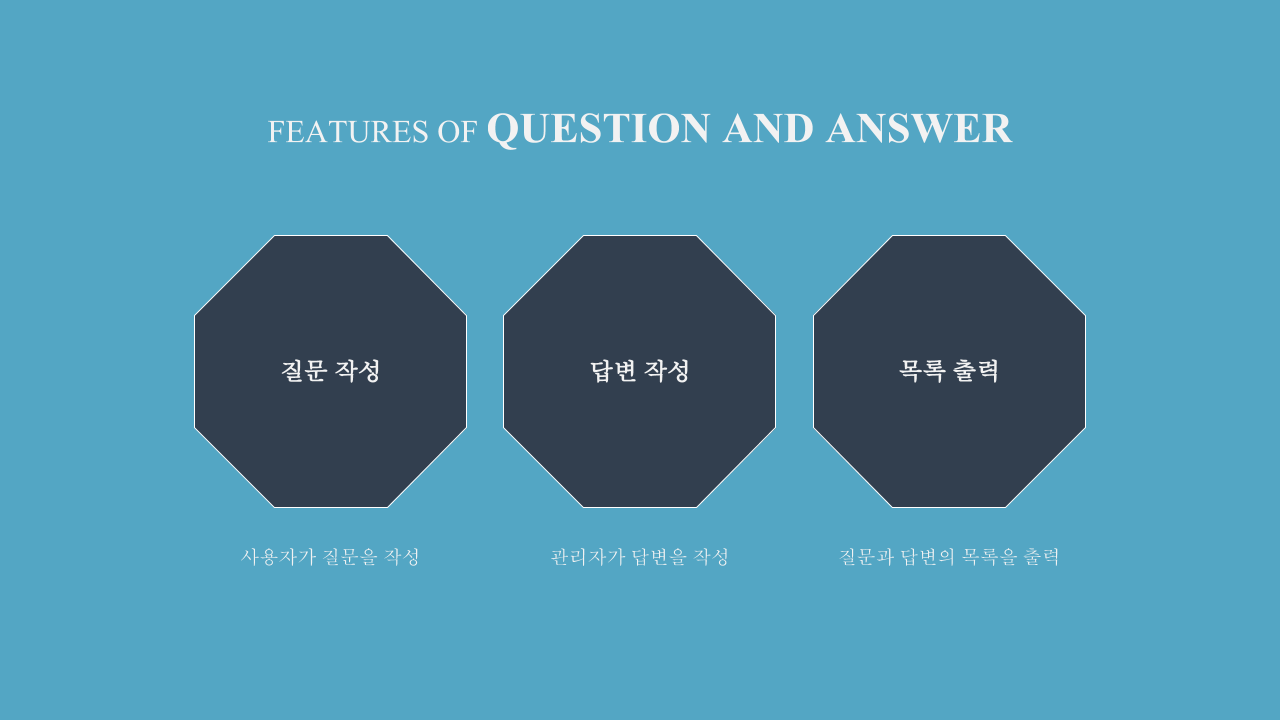 FEATURES OF QUESTION AND ANSWER
질문 작성
답변 작성
목록 출력
사용자가 질문을 작성
관리자가 답변을 작성
질문과 답변의 목록을 출력